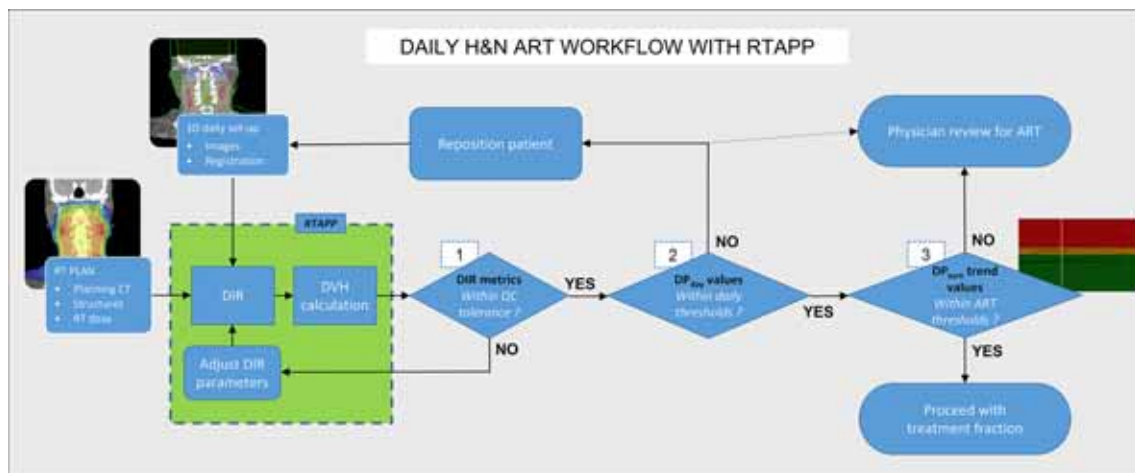 DAILY H&N ART WORKFLOW WITH RTAPP
3D daily set up
• Images
• Registration
Reposition patient
Physician review for ART
RT PLAN
• Planning CT
• Structures
• RT dose
RTAPP
DIR
DVH
calculation
Adjust DIR
parameters
1
DIR metrics
Within QC
tolerance ?
YES
NO
2
DPday values
Within daily
thresholds ?
NO
YES
3
trend
values
Within ART
thresholds ?
NO
YES
Proceed with
treatment fraction